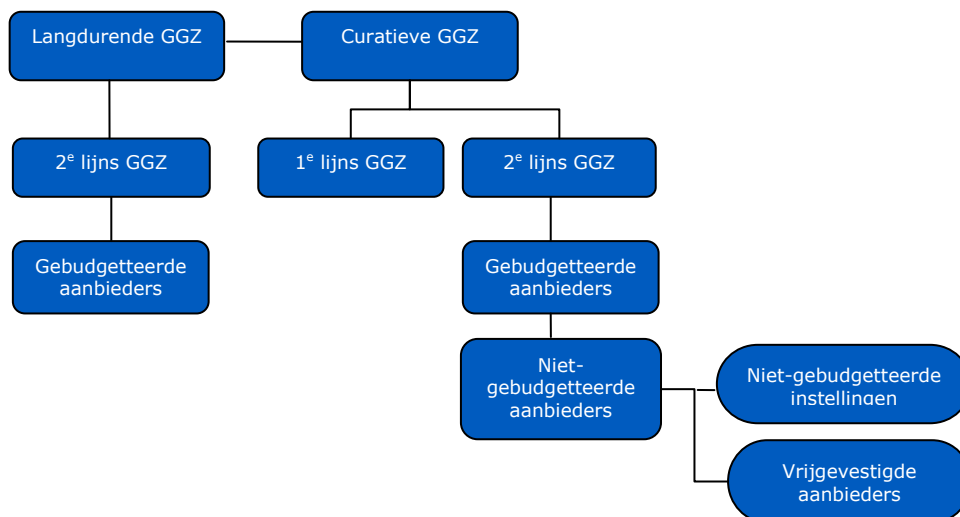 Langdurende GGZ
Curatieve GGZ
2e lijns GGZ
1e lijns GGZ
2e lijns GGZ
Gebudgetteerde
aanbieders
Gebudgetteerde
aanbieders
Niet-
gebudgetteerde
aanbieders
Niet-gebudgetteerde
instellingen
Vrijgevestigde
aanbieders